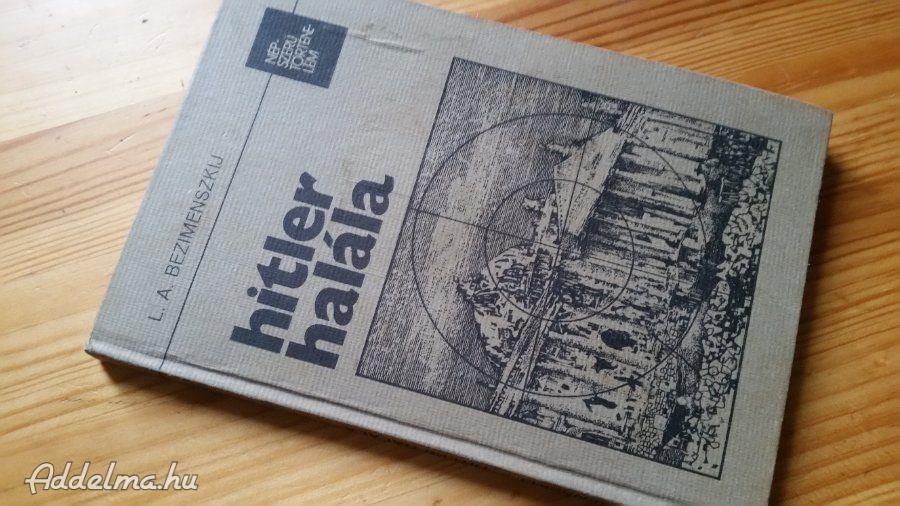 L. A. BEZIMENSZKIJ
NÉP-
SZERŰ
TÖRTÉNE-
LEM
hitler
halála
Addelma.hu